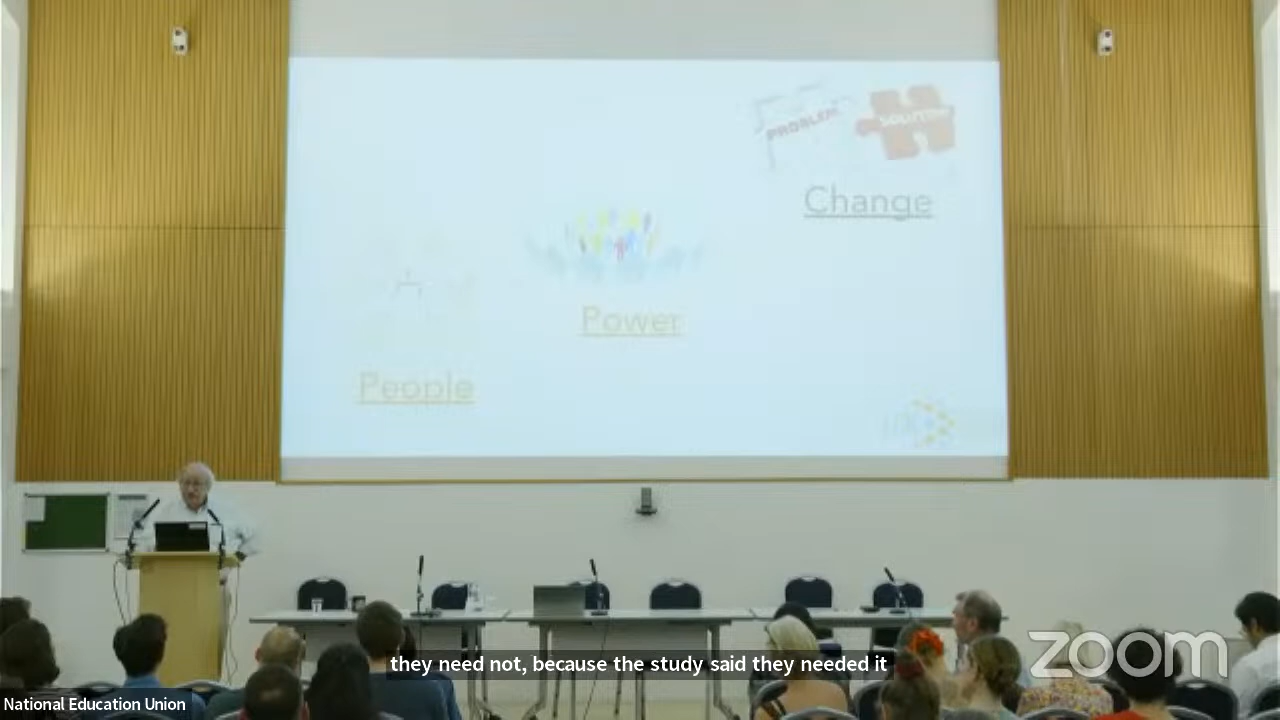 PROBLEM
SOLUTION
Change
Power
People
they need not, because the study said they needed it
zoom
National Education Union